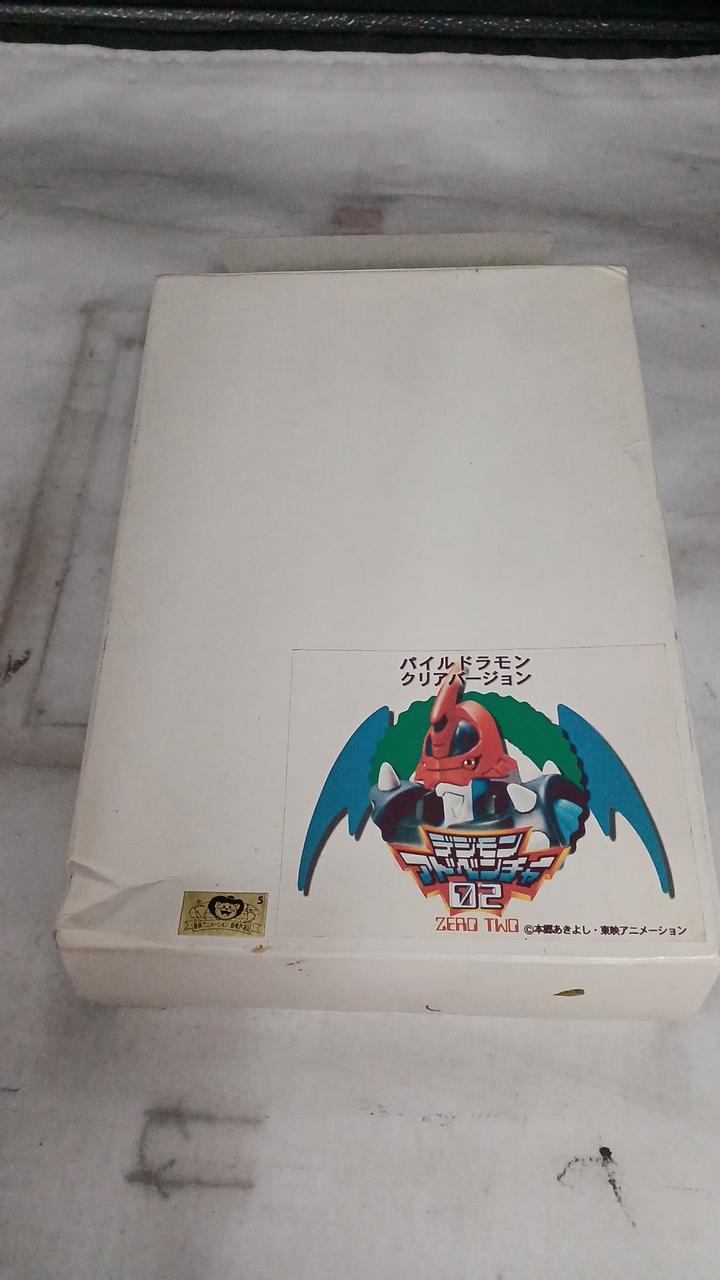 パイルドラモン
クリアバージョン
デジモン
アドベンチャー
02
ZERO TWO
©本郷あきよし・東映アニメーション
5